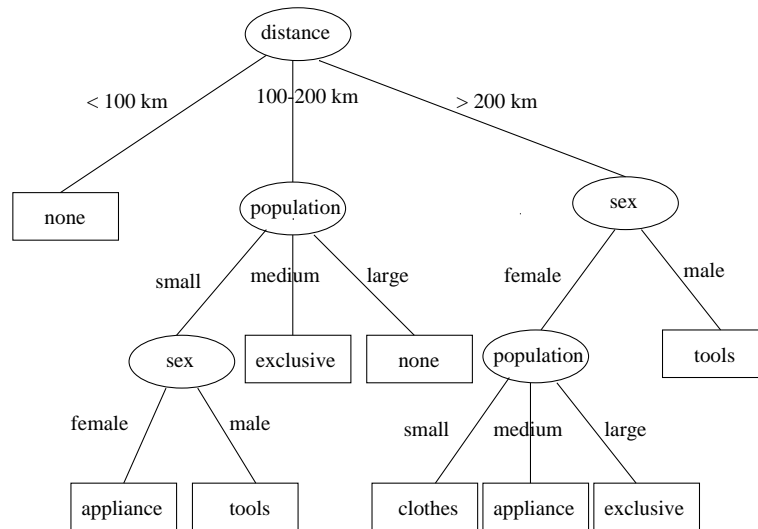 distance
< 100 km
100-200 km
> 200 km
none
population
sex
small
medium
large
female
male
sex
exclusive
none
population
tools
female
male
small
medium
large
appliance
tools
clothes
appliance
exclusive